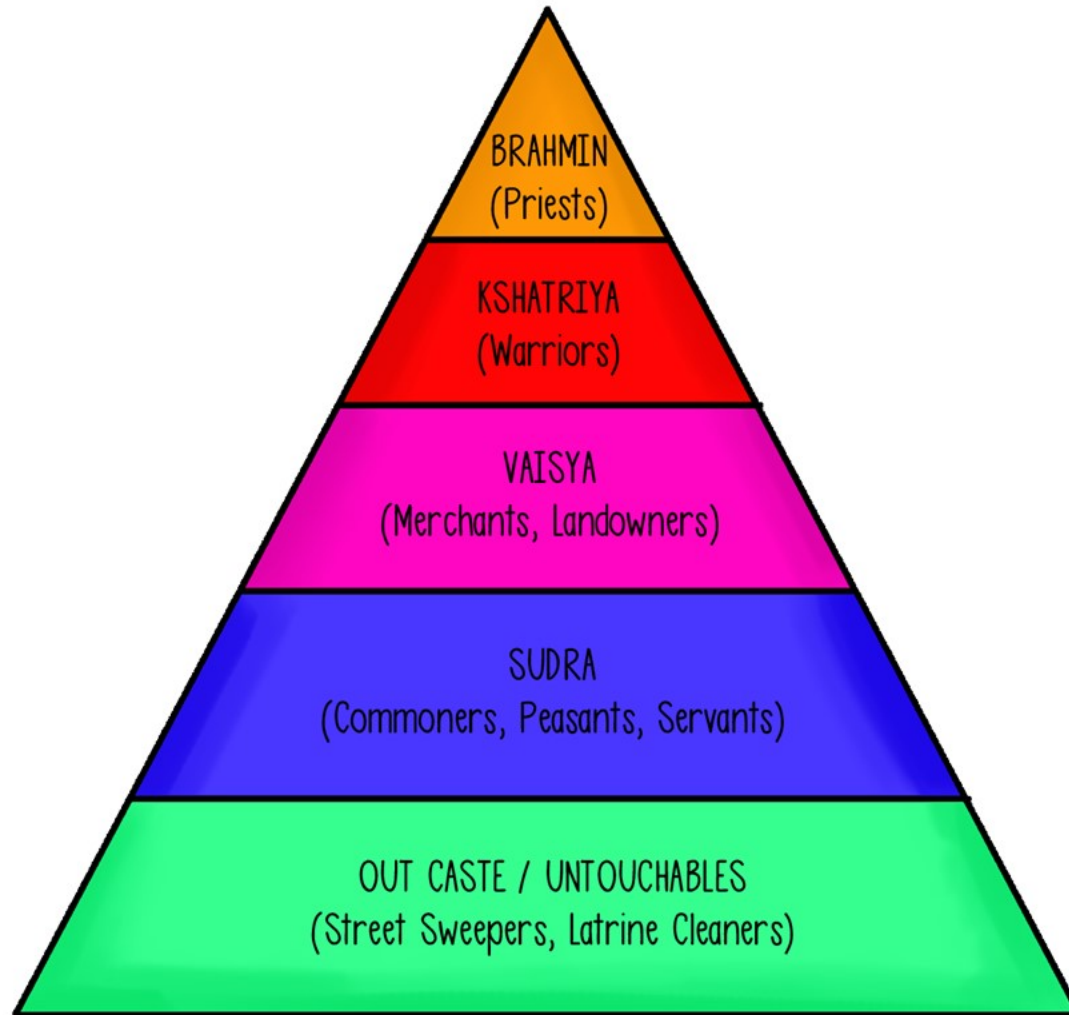 BRAHMIN
(Priests)
KSHATRIYA
(Warriors)
VAISYA
(Merchants, Landowners)
SUDRA
(Commoners, Peasants, Servants)
OUT CASTE / UNTOUCHABLES
(Street Sweepers, Latrine Cleaners)